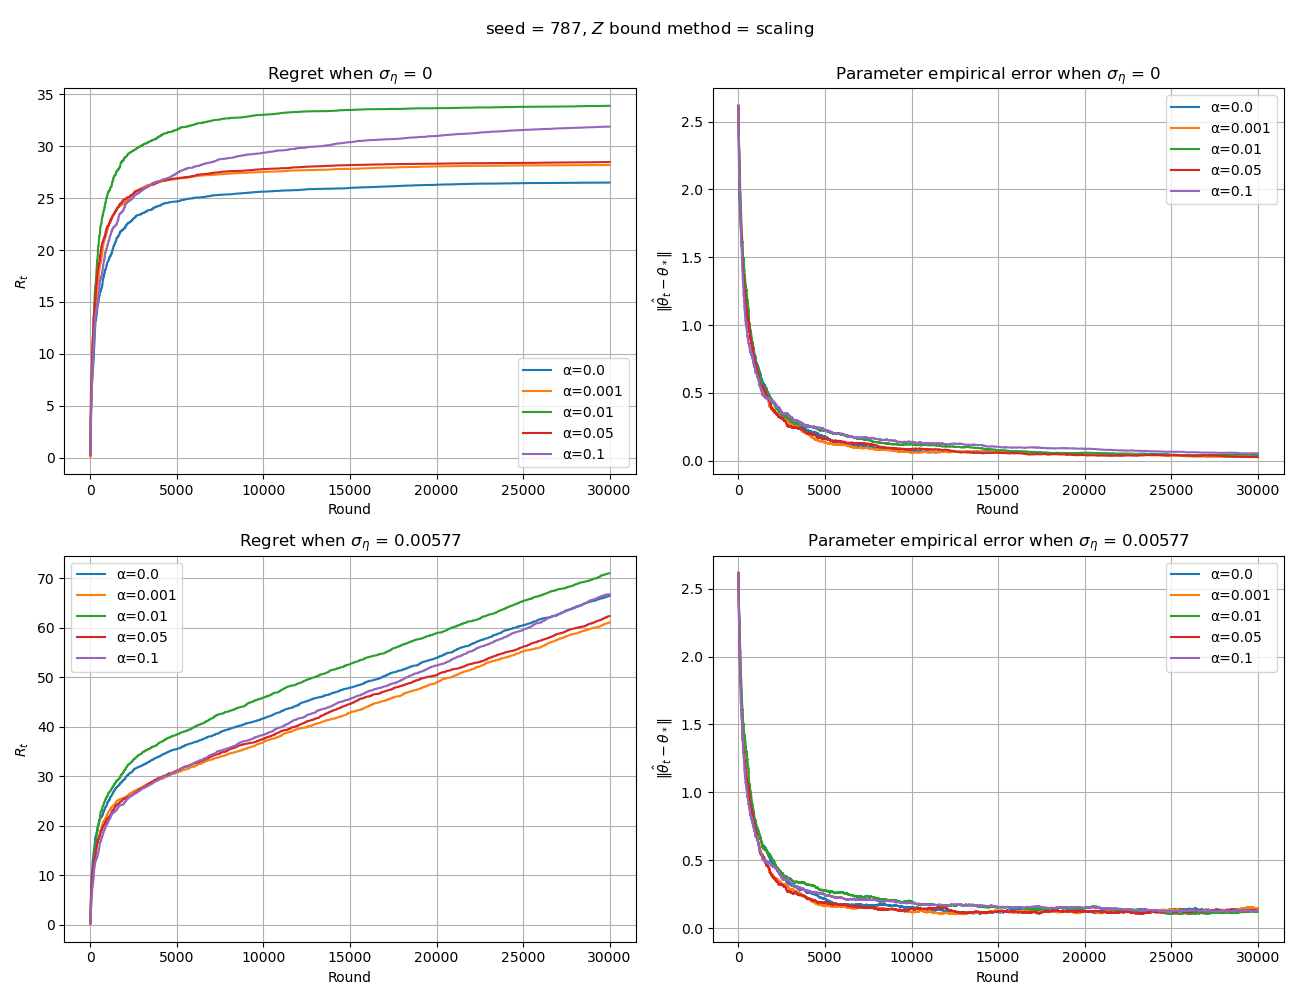 seed = 787, Z bound method = scaling
Regret when σ_η = 0
35
30
25
20
15
10
5
0
R_t
0 5000 10000 15000 20000 25000 30000
Round
α=0.0
α=0.001
α=0.01
α=0.05
α=0.1
Parameter empirical error when σ_η = 0
2.5
2.0
1.5
1.0
0.5
0.0
‖θ̂_t − θ_*‖
0 5000 10000 15000 20000 25000 30000
Round
α=0.0
α=0.001
α=0.01
α=0.05
α=0.1
Regret when σ_η = 0.00577
70
60
50
40
30
20
10
0
R_t
0 5000 10000 15000 20000 25000 30000
Round
α=0.0
α=0.001
α=0.01
α=0.05
α=0.1
Parameter empirical error when σ_η = 0.00577
2.5
2.0
1.5
1.0
0.5
0.0
‖θ̂_t − θ_*‖
0 5000 10000 15000 20000 25000 30000
Round
α=0.0
α=0.001
α=0.01
α=0.05
α=0.1